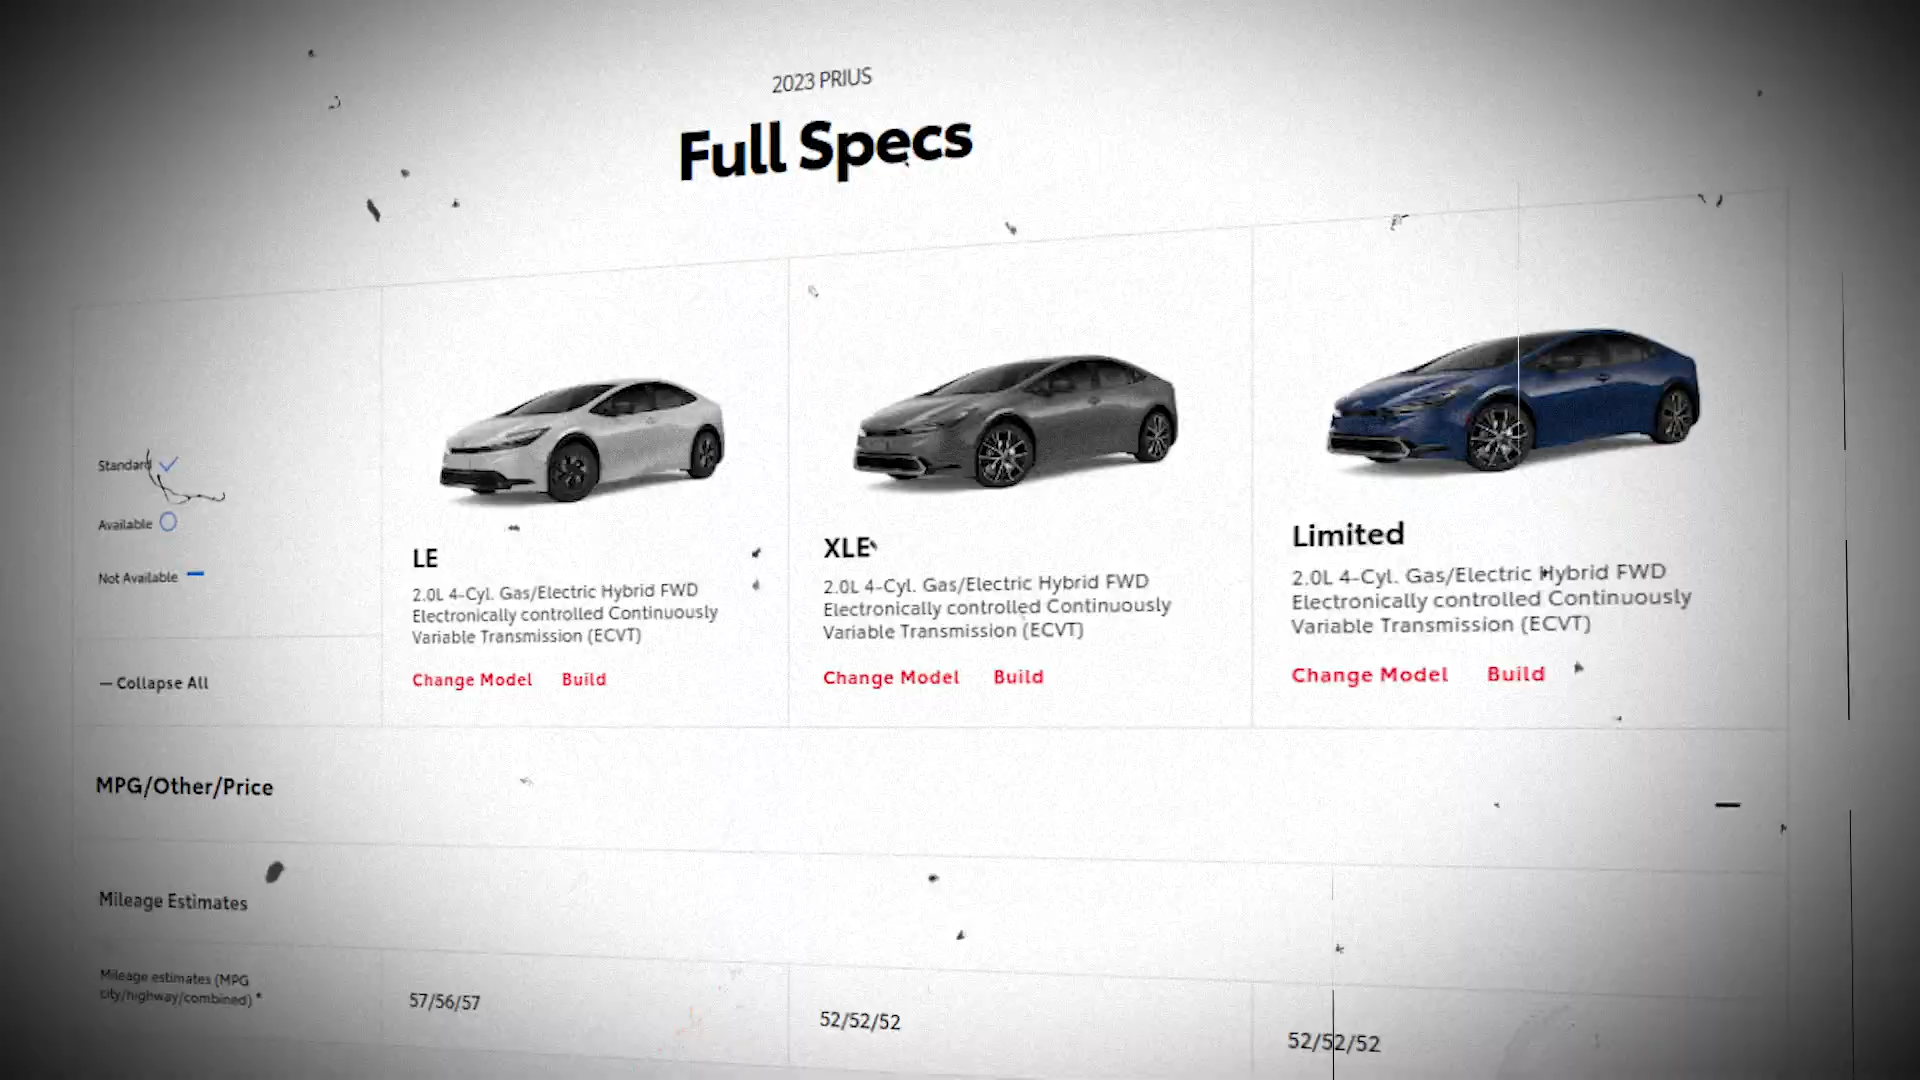 2023 PRIUS
Full Specs
Standard
Available
Not Available
— Collapse All
LE
2.0L 4-Cyl. Gas/Electric Hybrid FWD
Electronically controlled Continuously
Variable Transmission (ECVT)
Change Model Build
XLE
2.0L 4-Cyl. Gas/Electric Hybrid FWD
Electronically controlled Continuously
Variable Transmission (ECVT)
Change Model Build
Limited
2.0L 4-Cyl. Gas/Electric Hybrid FWD
Electronically controlled Continuously
Variable Transmission (ECVT)
Change Model Build
MPG/Other/Price
Mileage Estimates
Mileage estimates (MPG
city/highway/combined) *
57/56/57
52/52/52
52/52/52